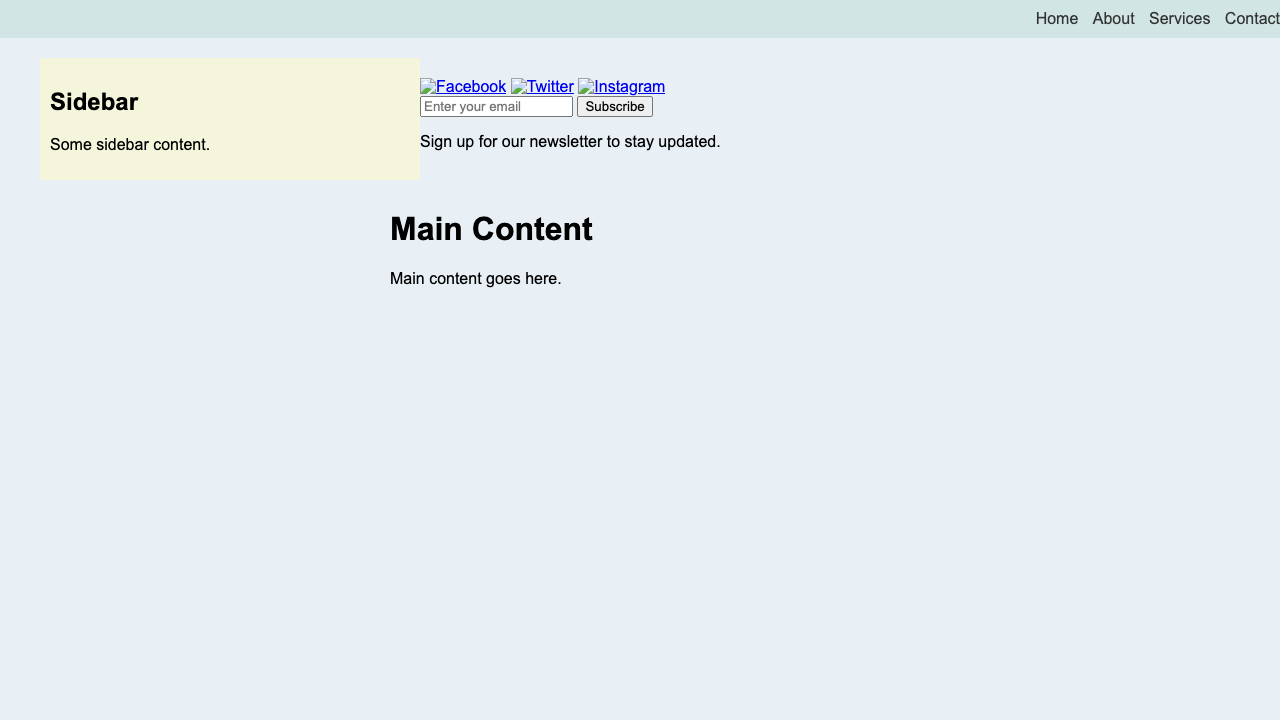 Home About Services Contact
Sidebar
Some sidebar content.
Facebook Twitter Instagram
Enter your email Subscribe
Sign up for our newsletter to stay updated.
Main Content
Main content goes here.